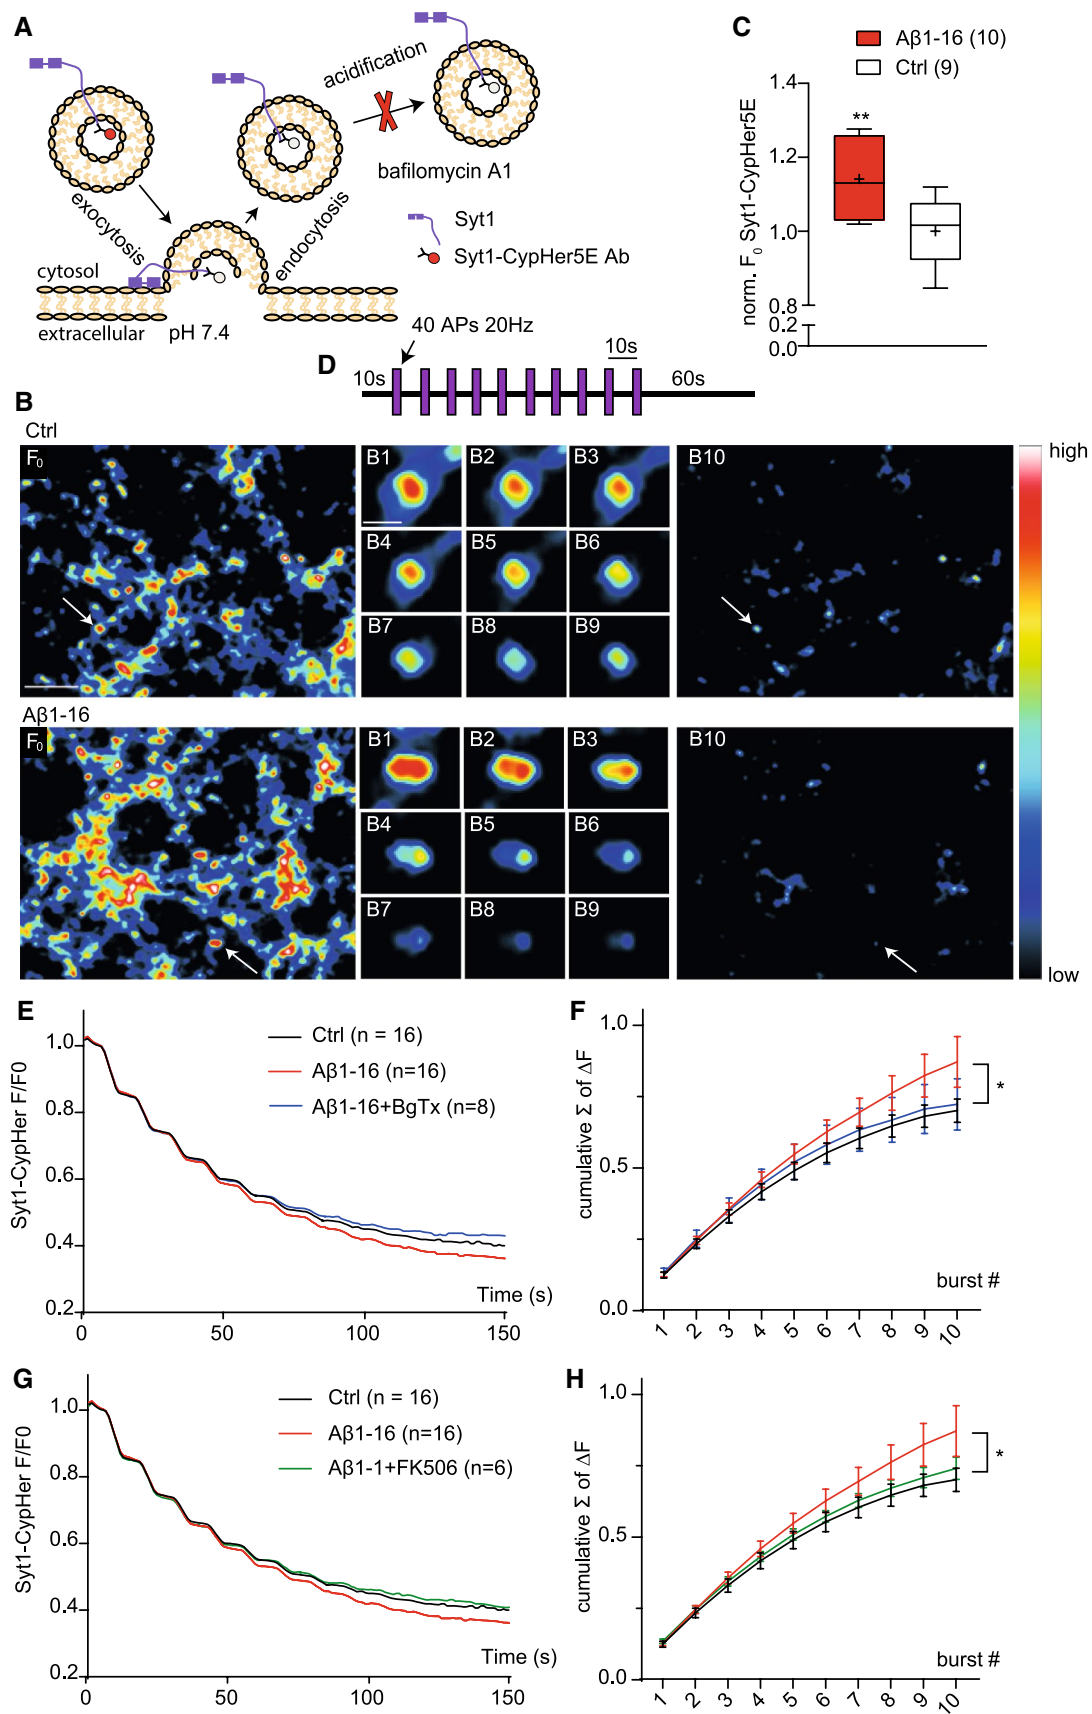 A
exocytosis
endocytosis
acidification
bafilomycin A1
Syt1
Syt1-CypHer5E Ab
cytosol
extracellular
pH 7.4
C
Aβ1-16 (10)
Ctrl (9)
norm. F0 Syt1-CypHer5E
1.4
1.2
1.0
0.8
0.2
0.0
**
+
+
D
40 APs 20Hz
10s
10s
60s
B
Ctrl
F0
B1
B2
B3
B4
B5
B6
B7
B8
B9
B10
high
low
Aβ1-16
F0
B1
B2
B3
B4
B5
B6
B7
B8
B9
B10
E
Syt1-CypHer F/F0
1.0
0.8
0.6
0.4
0.2
0
50
100
150
Time (s)
Ctrl (n = 16)
Aβ1-16 (n=16)
Aβ1-16+BgTx (n=8)
F
cumulative Σ of ΔF
1.0
0.5
0.0
1
2
3
4
5
6
7
8
9
10
burst #
*
G
Syt1-CypHer F/F0
1.0
0.8
0.6
0.4
0.2
0
50
100
150
Time (s)
Ctrl (n = 16)
Aβ1-16 (n=16)
Aβ1-1+FK506 (n=6)
H
cumulative Σ of ΔF
1.0
0.5
0.0
1
2
3
4
5
6
7
8
9
10
burst #
*